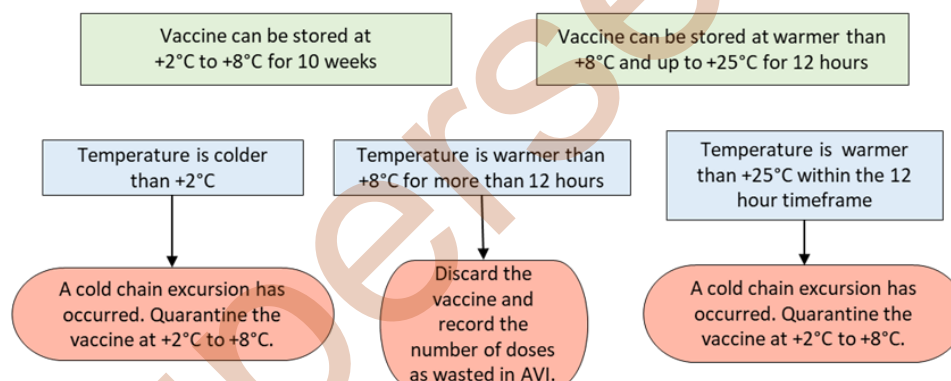 Vaccine can be stored at
+2°C to +8°C for 10 weeks
Vaccine can be stored at warmer than
+8°C and up to +25°C for 12 hours
Temperature is colder
than +2°C
Temperature is warmer than
+8°C for more than 12 hours
Temperature is warmer
than +25°C within the 12
hour timeframe
A cold chain excursion has
occurred. Quarantine the
vaccine at +2°C to +8°C.
Discard the
vaccine and
record the
number of doses
as wasted in AVI.
A cold chain excursion has
occurred. Quarantine the
vaccine at +2°C to +8°C.